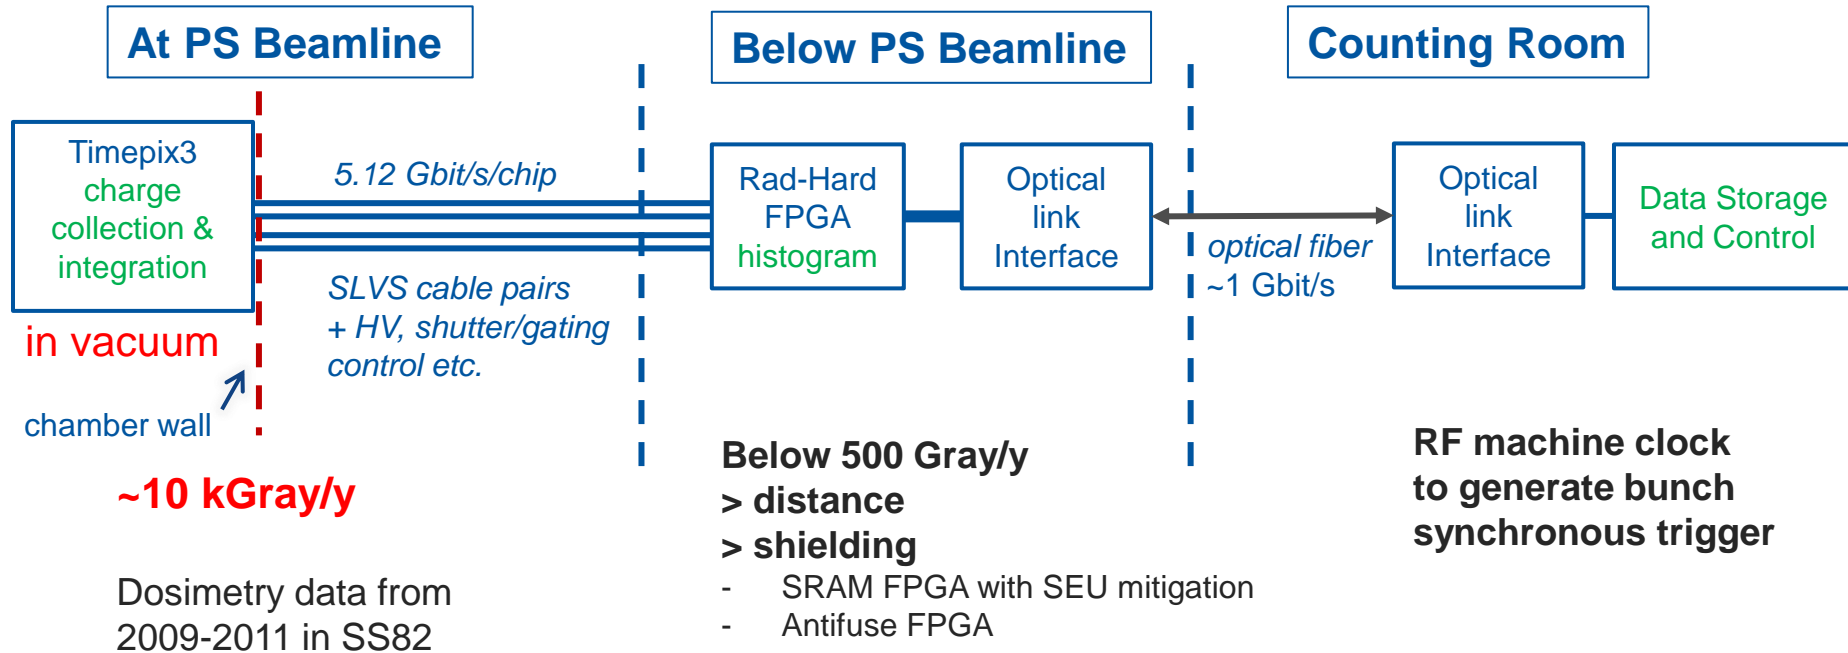 At PS Beamline
Below PS Beamline
Counting Room
Timepix3
charge
collection &
integration
in vacuum
chamber wall
5.12 Gbit/s/chip
SLVS cable pairs
+ HV, shutter/gating
control etc.
Rad-Hard
FPGA
histogram
Optical
link
Interface
optical fiber
~1 Gbit/s
Optical
link
Interface
Data Storage
and Control
~10 kGray/y
Dosimetry data from
2009-2011 in SS82
Below 500 Gray/y
> distance
> shielding
- SRAM FPGA with SEU mitigation
- Antifuse FPGA
RF machine clock
to generate bunch
synchronous trigger